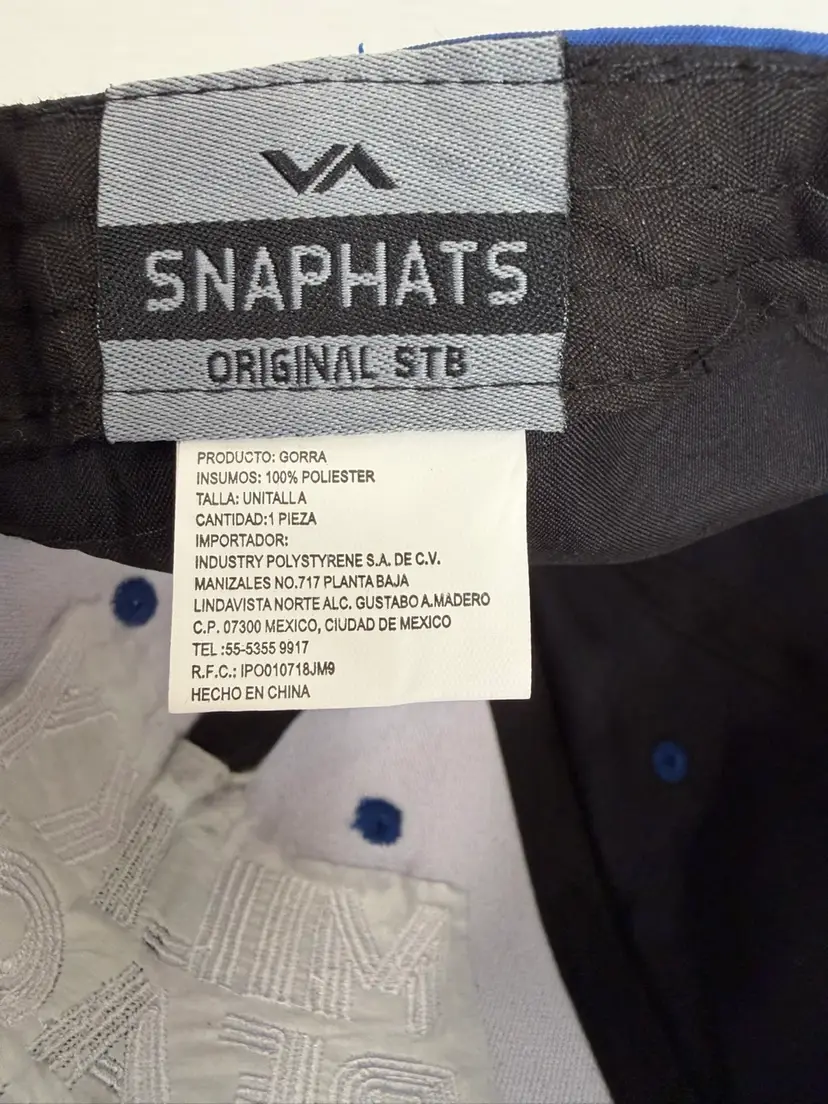 VA
SNAPHATS
ORIGINAL STB
PRODUCTO: GORRA
INSUMOS: 100% POLIESTER
TALLA: UNITALLA
CANTIDAD:1 PIEZA
IMPORTADOR:
INDUSTRY POLYSTYRENE S.A. DE C.V.
MANIZALES NO.717 PLANTA BAJA
LINDAVISTA NORTE ALC. GUSTABO A.MADERO
C.P. 07300 MEXICO, CIUDAD DE MEXICO
TEL :55-5355 9917
R.F.C.: IPO010718JM9
HECHO EN CHINA